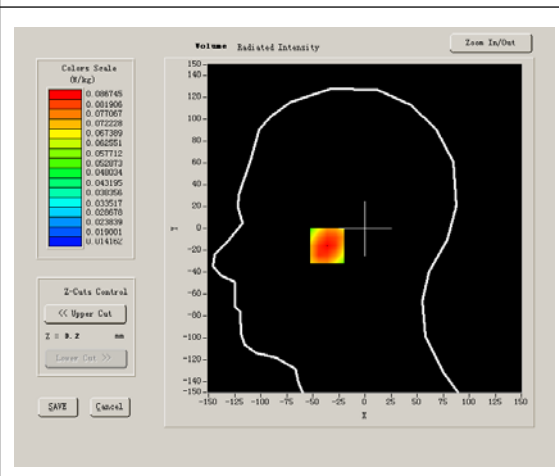 Volume Radiated Intensity
Zoom In/Out
Colors Scale
(W/kg)
0.086745
0.081906
0.077067
0.072228
0.067389
0.062551
0.057712
0.052873
0.048034
0.043195
0.038356
0.033517
0.028678
0.023839
0.019001
0.014162
Z-Cuts Control
<< Upper Cut
Z = 0.2 mm
Lower Cut >>
SAVE Cancel
150
140
120
100
80
60
40
20
0
-20
-40
-60
-80
-100
-120
-140
-150
Y
-150 -125 -100 -75 -50 -25 0 25 50 75 100 125 150
X